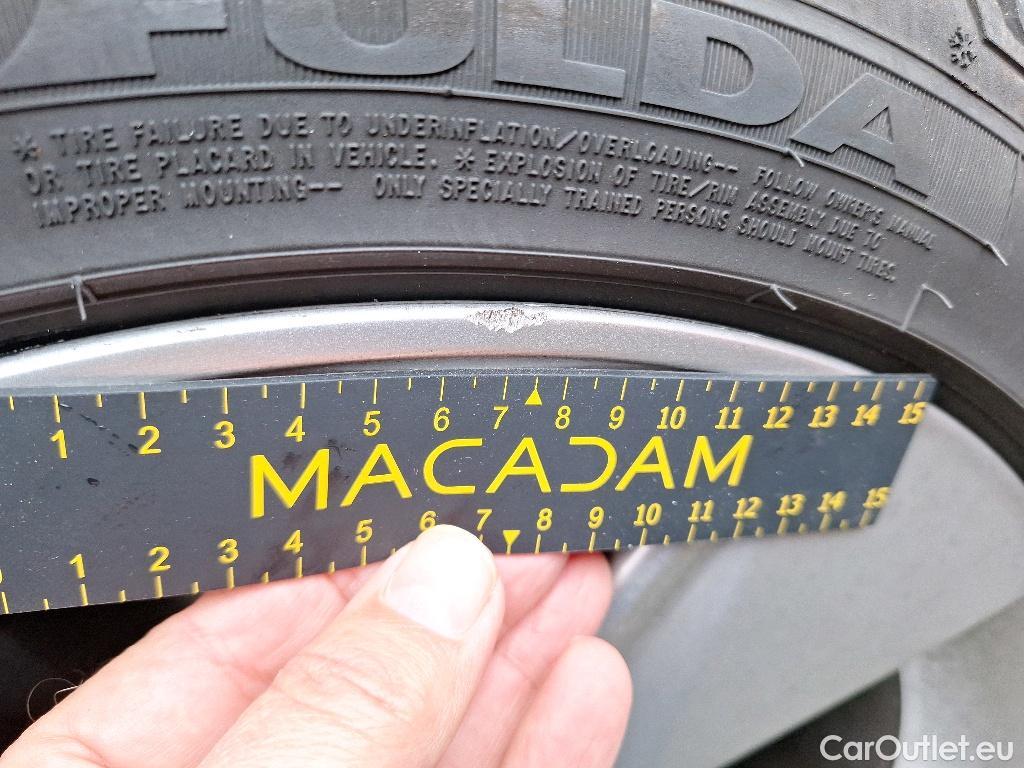 FULDA
* TIRE FAILURE DUE TO UNDERINFLATION/OVERLOADING-- FOLLOW OWNER'S MANUAL
OR TIRE PLACARD IN VEHICLE. * EXPLOSION OF TIRE/RIM ASSEMBLY DUE TO
IMPROPER MOUNTING-- ONLY SPECIALLY TRAINED PERSONS SHOULD MOUNT TIRES.
1 2 3 4 5 6 7 8 9 10 11 12 13 14 15
MACADAM
1 2 3 4 5 6 7 8 9 10 11 12 13 14 15
CarOutlet.eu